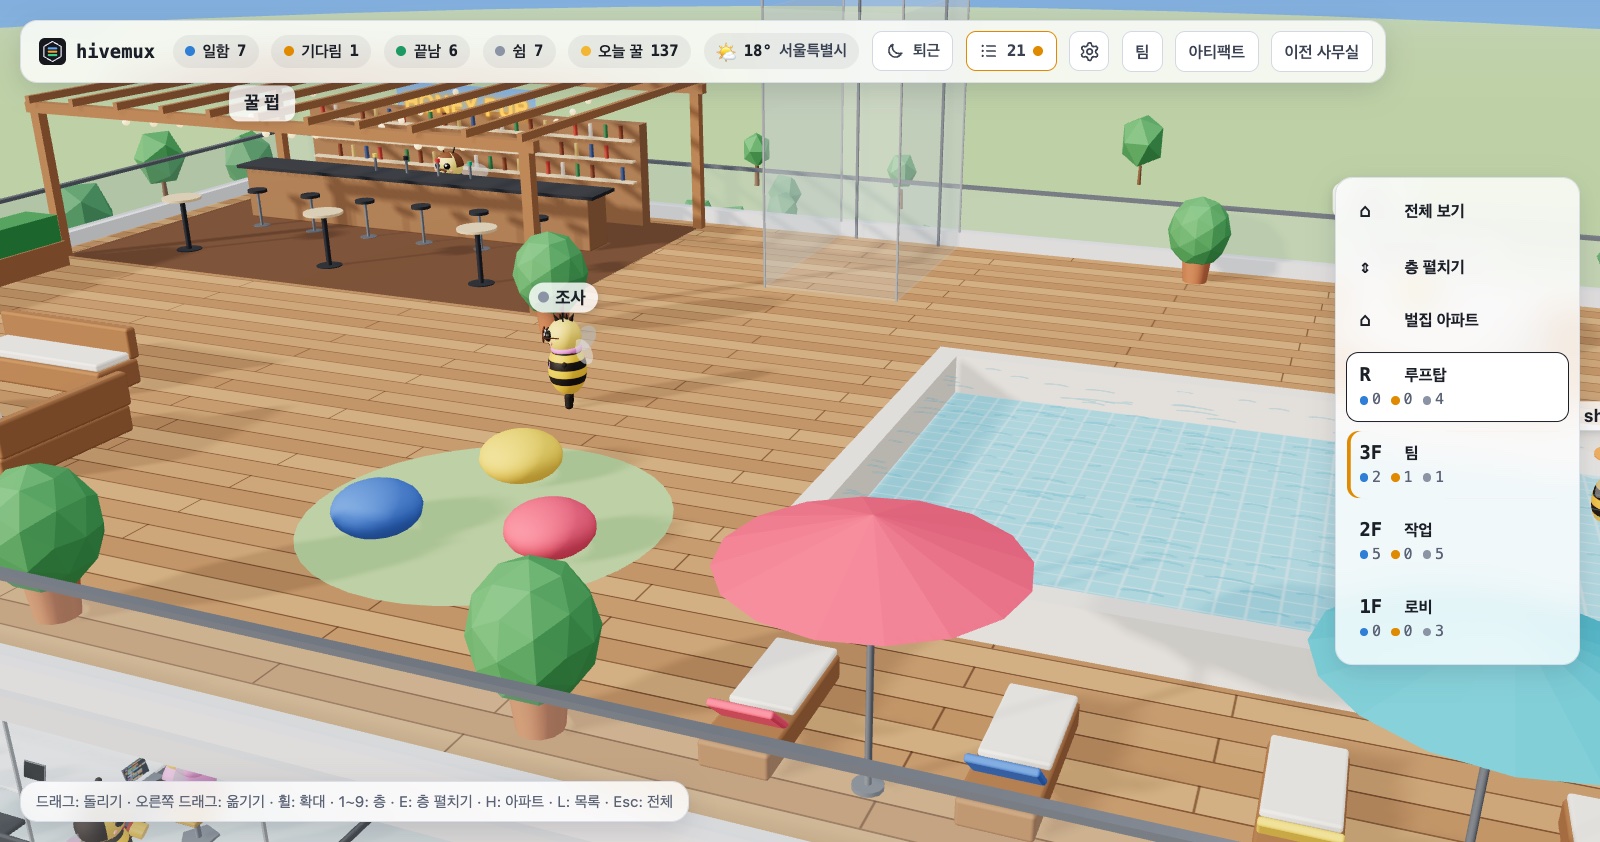 hivemux
일함 7
기다림 1
끝남 6
쉼 7
오늘 꿀 137
18° 서울특별시
퇴근
21
팀
아티팩트
이전 사무실
꿀 펍
HONEY PUB
조사
전체 보기
층 펼치기
벌집 아파트
R 루프탑
0 0 4
3F 팀
2 1 1
2F 작업
5 0 5
1F 로비
0 0 3
sh
드래그: 돌리기 · 오른쪽 드래그: 옮기기 · 휠: 확대 · 1~9: 층 · E: 층 펼치기 · H: 아파트 · L: 목록 · Esc: 전체